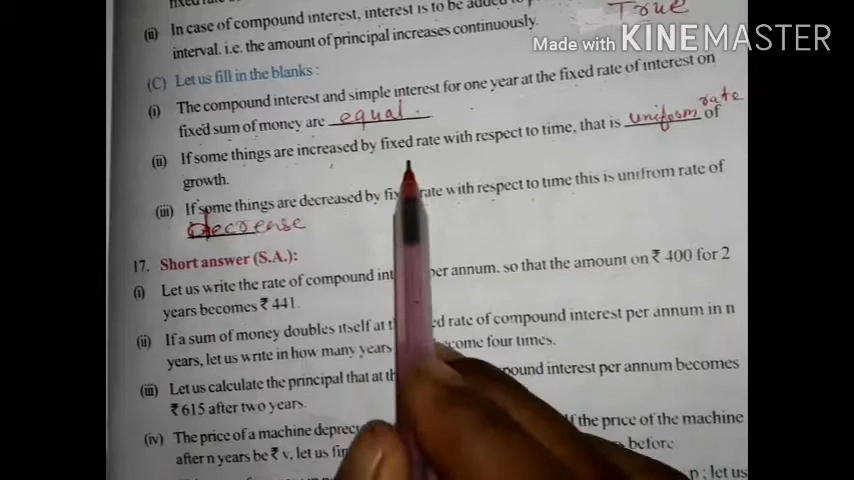 fixed rate
(ii) In case of compound interest, interest is to be added to True
interval. i.e. the amount of principal increases continuously.
Made with KINEMASTER
(C) Let us fill in the blanks :
(i) The compound interest and simple interest for one year at the fixed rate of interest on
fixed sum of money are equal.
(ii) If some things are increased by fixed rate with respect to time, that is uniform rate of
growth.
(iii) If some things are decreased by fix rate with respect to time this is unifrom rate of
decrease
17. Short answer (S.A.):
(i) Let us write the rate of compound int per annum, so that the amount on ₹ 400 for 2
years becomes ₹ 441.
(ii) If a sum of money doubles itself at t ed rate of compound interest per annum in n
years, let us write in how many years come four times.
(iii) Let us calculate the principal that at th pound interest per annum becomes
₹ 615 after two years.
(iv) The price of a machine deprec If the price of the machine
after n years be ₹ v, let us fin before
p ; let us